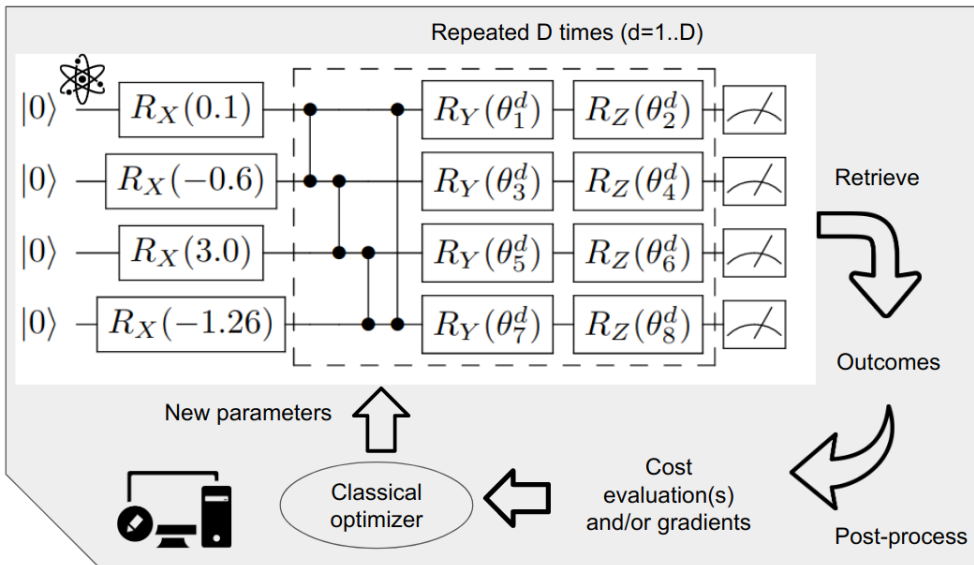 Repeated D times (d=1..D)
|0⟩ R_X(0.1) R_Y(θ_1^d) R_Z(θ_2^d)
|0⟩ R_X(−0.6) R_Y(θ_3^d) R_Z(θ_4^d)
|0⟩ R_X(3.0) R_Y(θ_5^d) R_Z(θ_6^d)
|0⟩ R_X(−1.26) R_Y(θ_7^d) R_Z(θ_8^d)
Retrieve
Outcomes
New parameters
Classical
optimizer
Cost
evaluation(s)
and/or gradients
Post-process